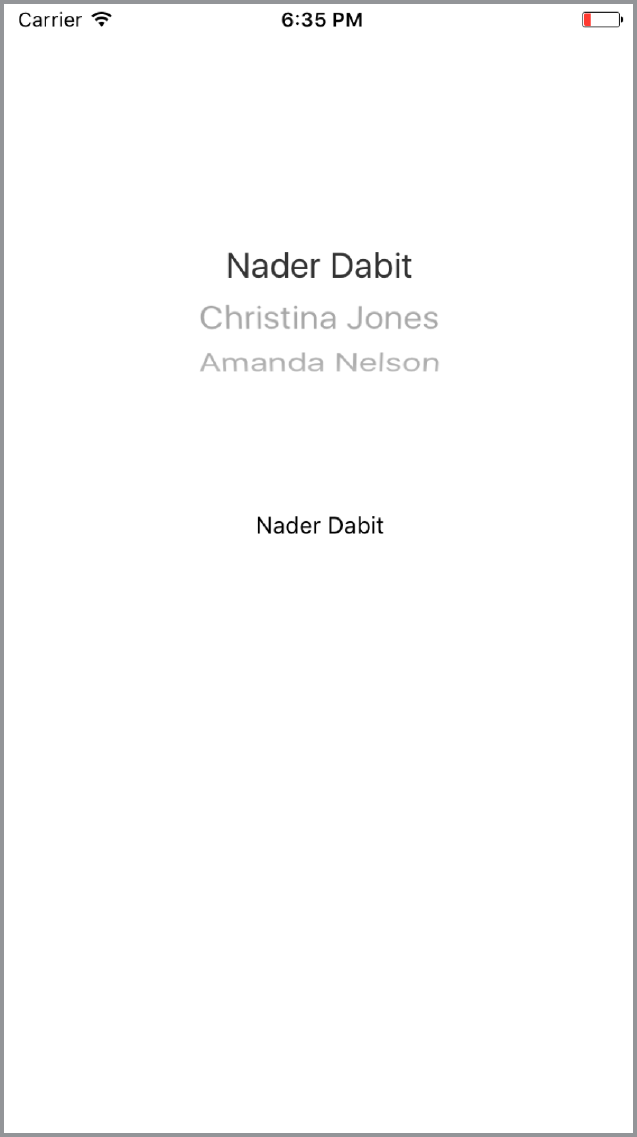 Carrier 6:35 PM
Nader Dabit
Christina Jones
Amanda Nelson
Nader Dabit